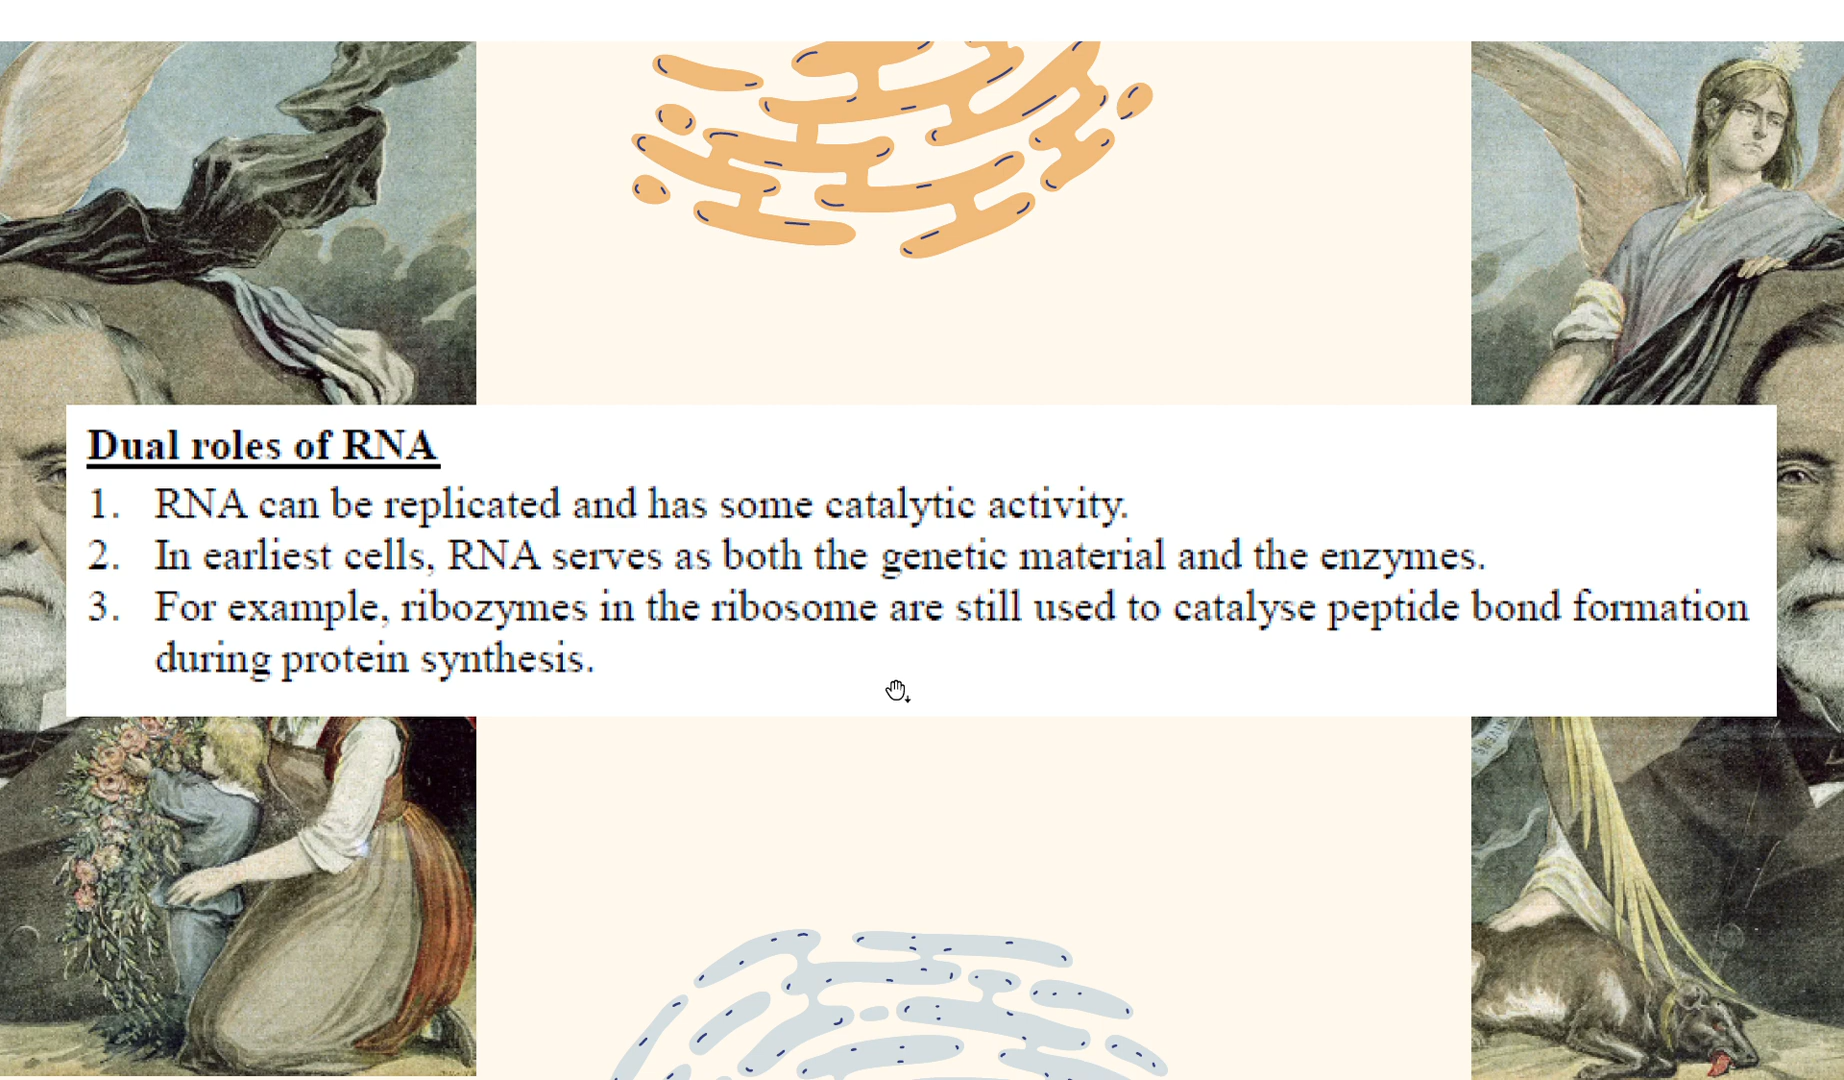 Dual roles of RNA
1. RNA can be replicated and has some catalytic activity.
2. In earliest cells, RNA serves as both the genetic material and the enzymes.
3. For example, ribozymes in the ribosome are still used to catalyse peptide bond formation
during protein synthesis.